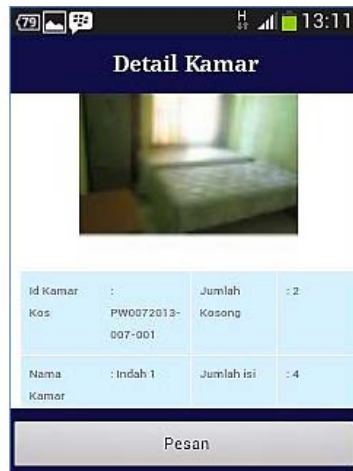 79 H 13:11
Detail Kamar
Id Kamar : Jumlah : 2
Kos PW0072013- Kosong
007-001
Nama : Indah 1 Jumlah isi : 4
Kamar
Pesan